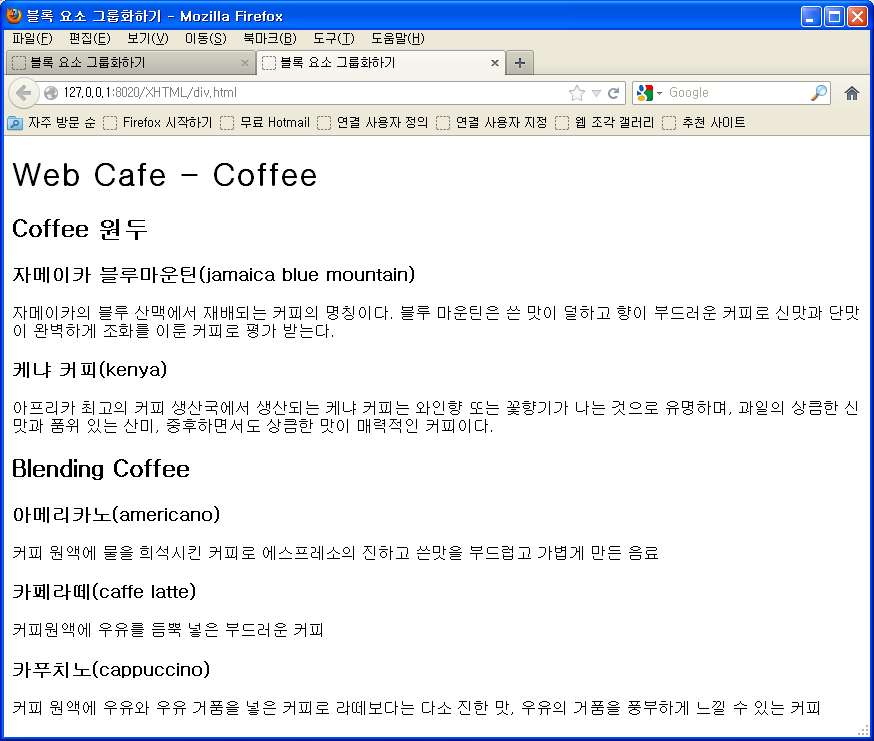 블록 요소 그룹화하기 - Mozilla Firefox
파일(F) 편집(E) 보기(V) 이동(S) 북마크(B) 도구(T) 도움말(H)
블록 요소 그룹화하기 블록 요소 그룹화하기
127.0.0.1:8020/XHTML/div.html Google
자주 방문 순 Firefox 시작하기 무료 Hotmail 연결 사용자 정의 연결 사용자 지정 웹 조각 갤러리 추천 사이트
Web Cafe - Coffee
Coffee 원두
자메이카 블루마운틴(jamaica blue mountain)
자메이카의 블루 산맥에서 재배되는 커피의 명칭이다. 블루 마운틴은 쓴 맛이 덜하고 향이 부드러운 커피로 신맛과 단맛
이 완벽하게 조화를 이룬 커피로 평가 받는다.
케냐 커피(kenya)
아프리카 최고의 커피 생산국에서 생산되는 케냐 커피는 와인향 또는 꽃향기가 나는 것으로 유명하며, 과일의 상큼한 신
맛과 품위 있는 산미, 중후하면서도 상큼한 맛이 매력적인 커피이다.
Blending Coffee
아메리카노(americano)
커피 원액에 물을 희석시킨 커피로 에스프레소의 진하고 쓴맛을 부드럽고 가볍게 만든 음료
카페라떼(caffe latte)
커피원액에 우유를 듬뿍 넣은 부드러운 커피
카푸치노(cappuccino)
커피 원액에 우유와 우유 거품을 넣은 커피로 라떼보다는 다소 진한 맛, 우유의 거품을 풍부하게 느낄 수 있는 커피